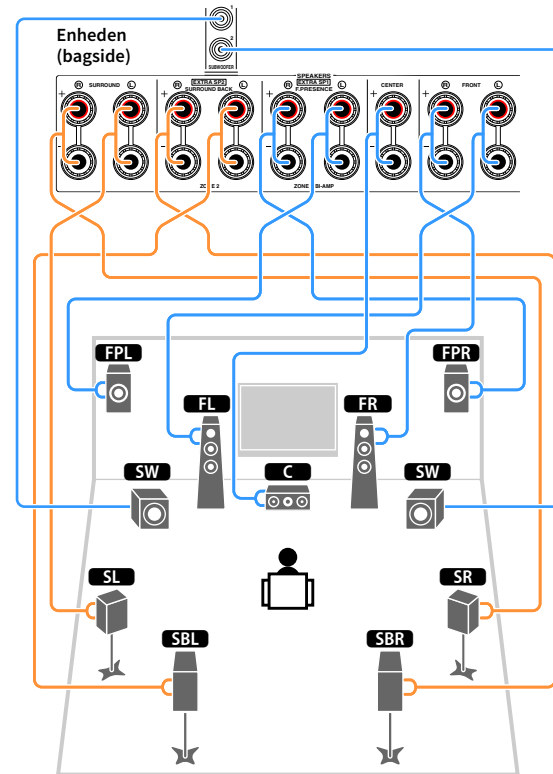 Enheden
(bagside)
1
2
SUBWOOFER
SPEAKERS
R SURROUND L
EXTRA SP2
R SURROUND BACK L
EXTRA SP1
R F.PRESENCE L
CENTER
R FRONT L
+ + + + +
- - - - -
ZONE 2
ZONE BI-AMP
FPL
FPR
FL
FR
SW
C
SW
SL
SR
SBL
SBR